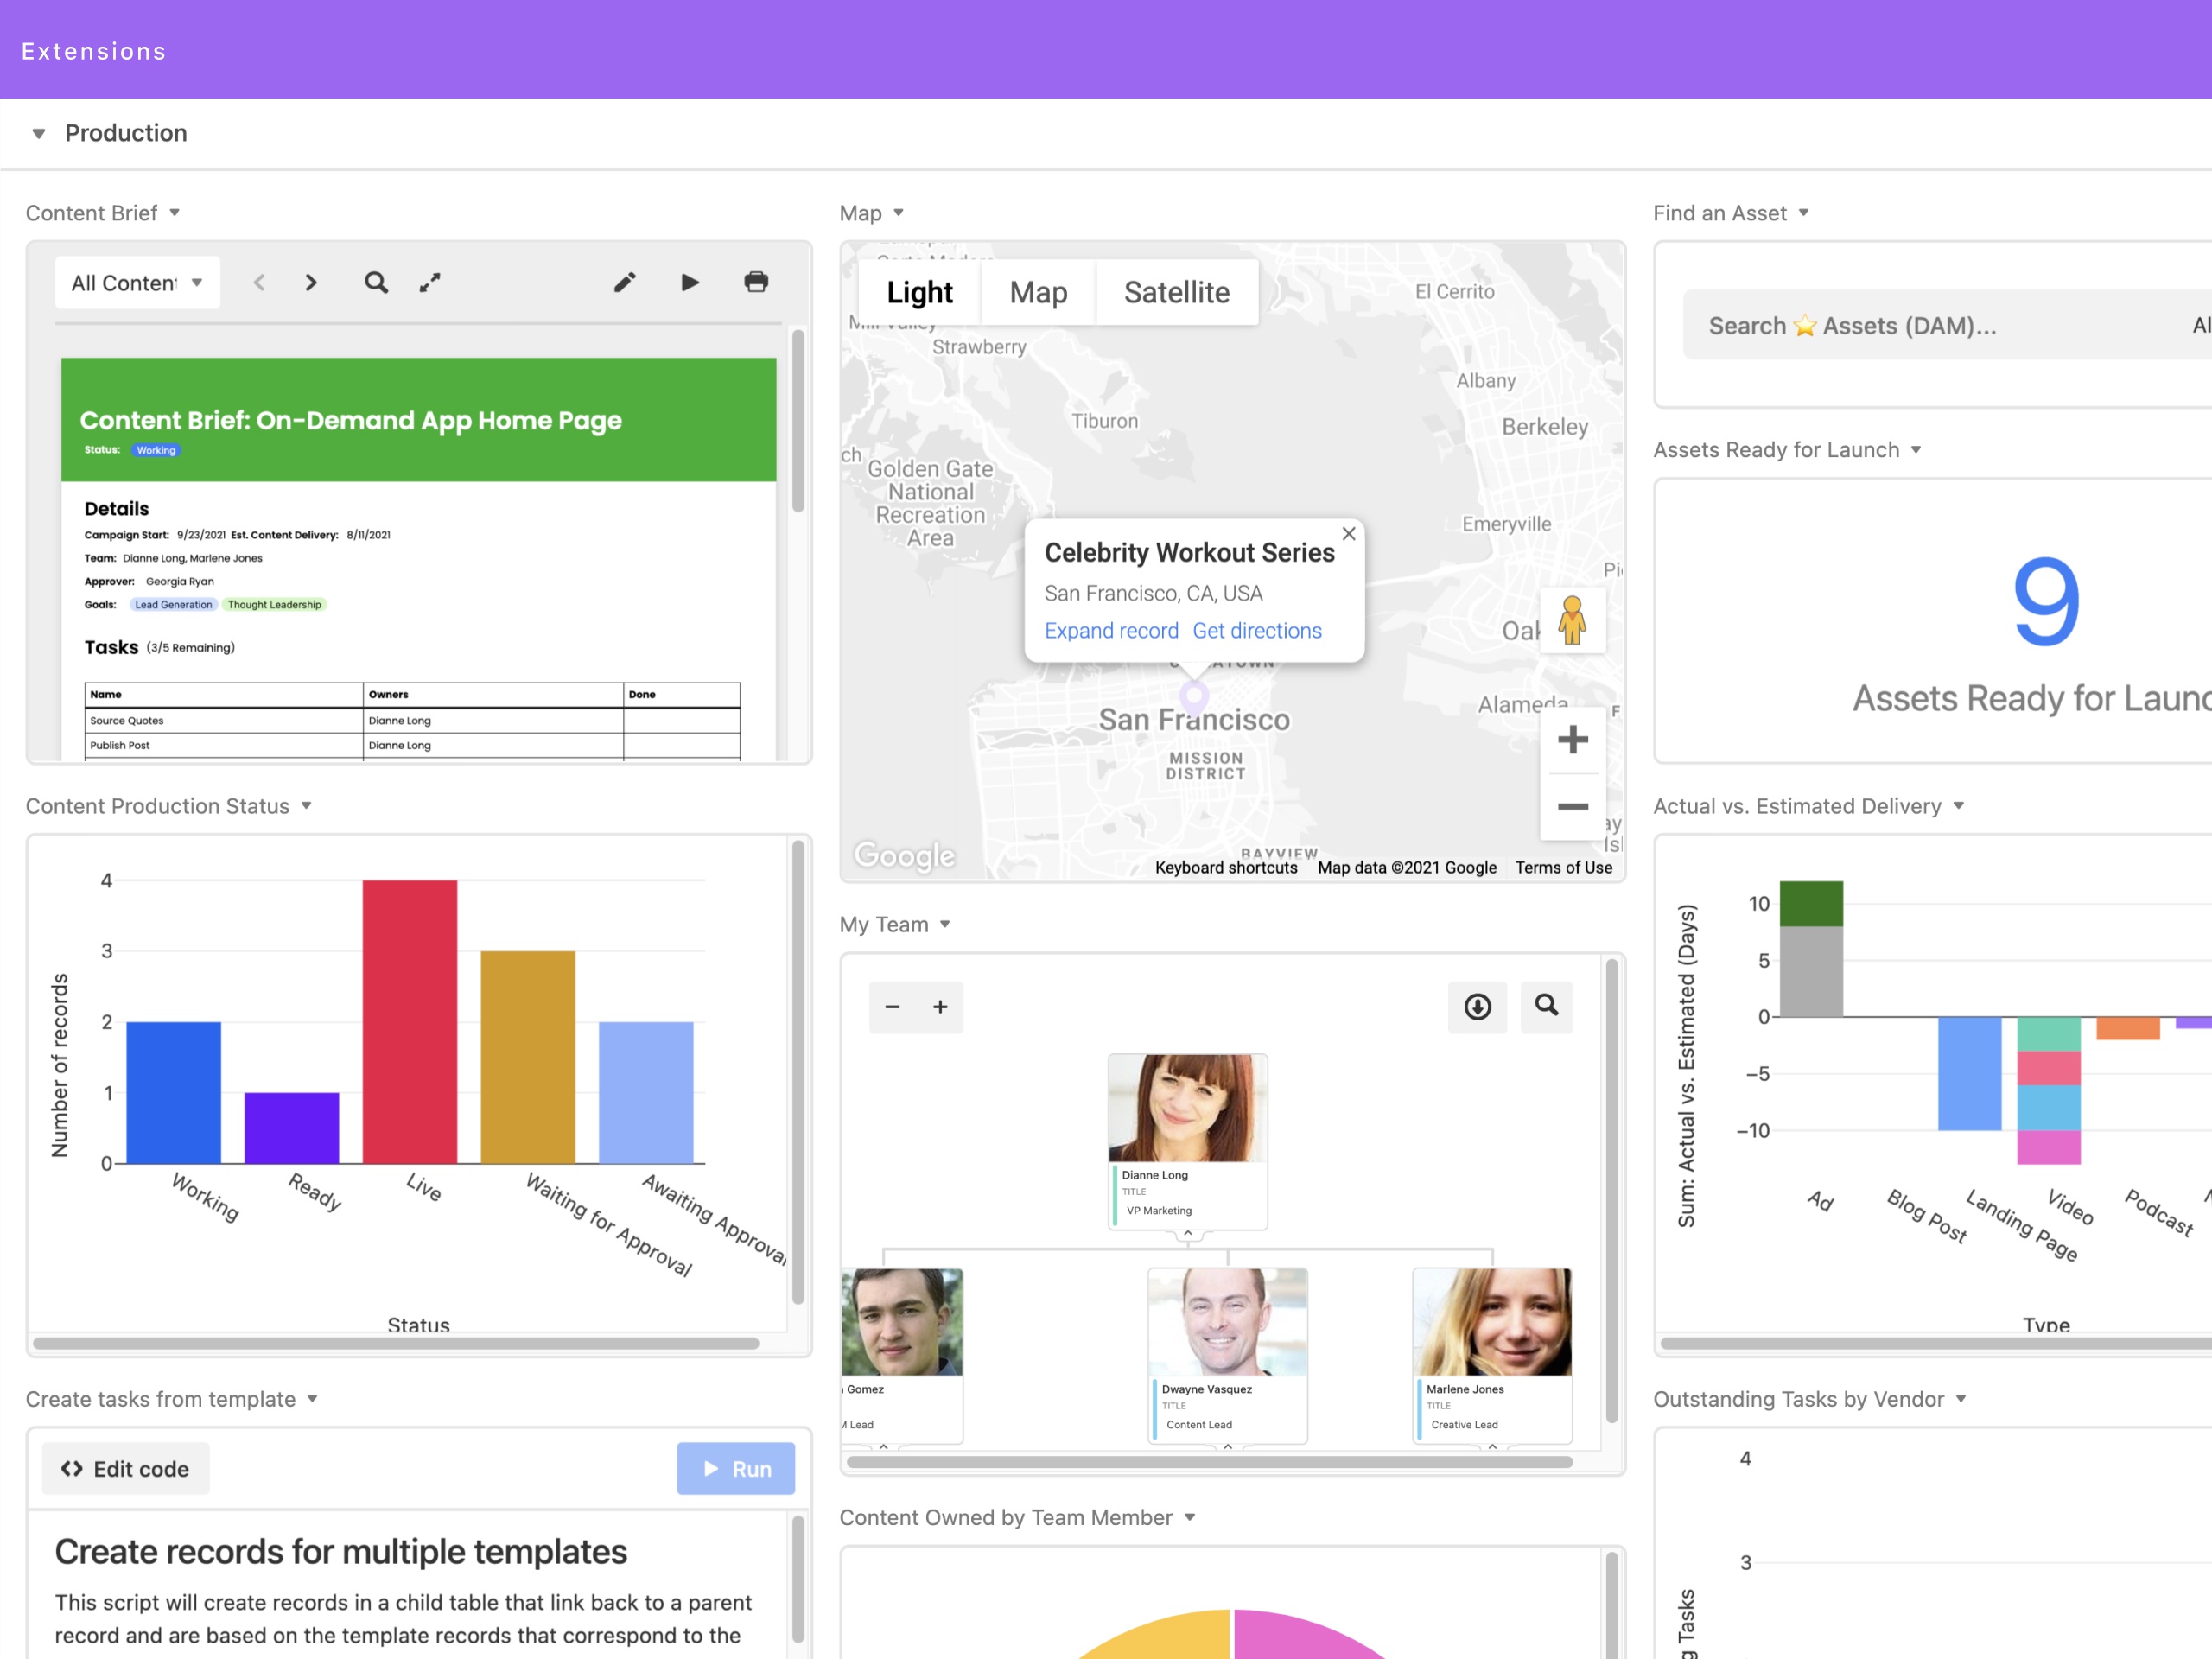 Extensions
Production
Content Brief
All Conten
Content Brief: On-Demand App Home Page
Status: Working
Details
Campaign Start: 9/23/2021 Est. Content Delivery: 8/11/2021
Team: Dianne Long, Marlene Jones
Approver: Georgia Ryan
Goals: Lead Generation Thought Leadership
Tasks (3/5 Remaining)
Name Owners Done
Source Quotes Dianne Long
Publish Post Dianne Long
Content Production Status
Number of records
4
3
2
1
0
Working
Ready
Live
Waiting for Approval
Awaiting Approval
Status
Create tasks from template
Edit code
Run
Create records for multiple templates
This script will create records in a child table that link back to a parent
record and are based on the template records that correspond to the
Map
Light Map Satellite
El Cerrito
Strawberry
Albany
Tiburon
Berkeley
Golden Gate
National
Recreation
Area
Emeryville
Celebrity Workout Series
San Francisco, CA, USA
Expand record Get directions
Oak
Alameda
San Francisco
MISSION
DISTRICT
BAYVIEW
Google
Keyboard shortcuts Map data ©2021 Google Terms of Use
My Team
Dianne Long
TITLE
VP Marketing
Gomez
Lead
Dwayne Vasquez
TITLE
Content Lead
Marlene Jones
TITLE
Creative Lead
Content Owned by Team Member
Find an Asset
Search ⭐ Assets (DAM)...
Al
Assets Ready for Launch
9
Assets Ready for Launc
Actual vs. Estimated Delivery
Sum: Actual vs. Estimated (Days)
10
5
0
−5
−10
Ad
Blog Post
Landing Page
Video
Podcast
Type
Outstanding Tasks by Vendor
4
3
g Tasks